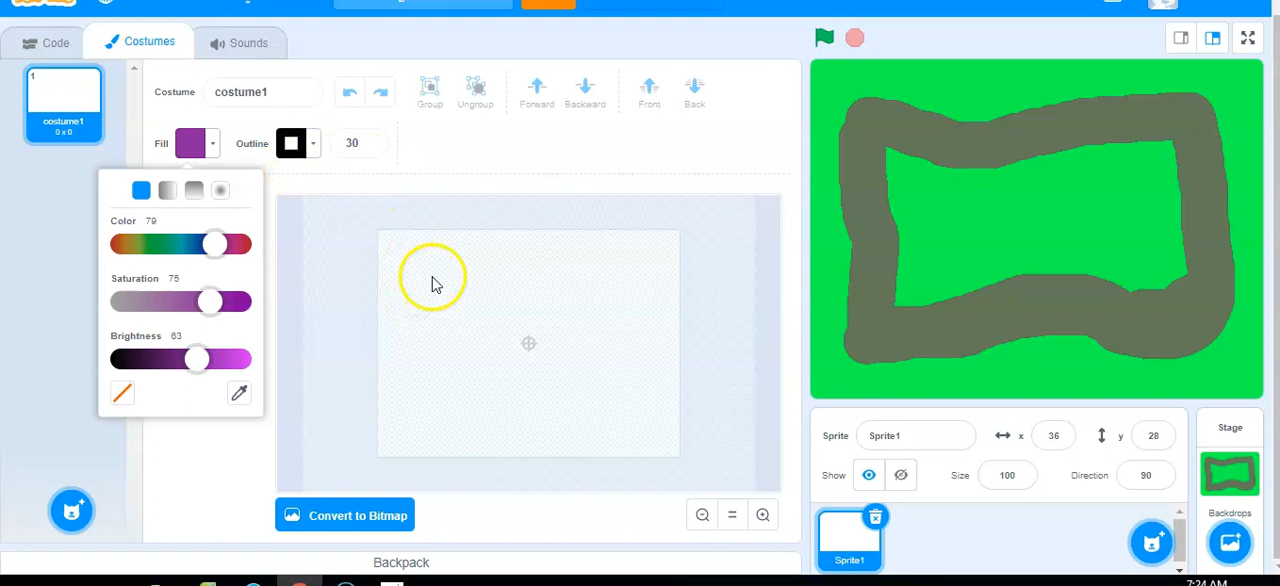 Code
Costumes
Sounds
1
costume1
0 x 0
Costume
costume1
Group
Ungroup
Forward
Backward
Front
Back
Fill
Outline
30
Color 79
Saturation 75
Brightness 63
Convert to Bitmap
Backpack
Sprite
Sprite1
x
36
y
28
Show
Size
100
Direction
90
Sprite1
Stage
Backdrops
7:24 AM